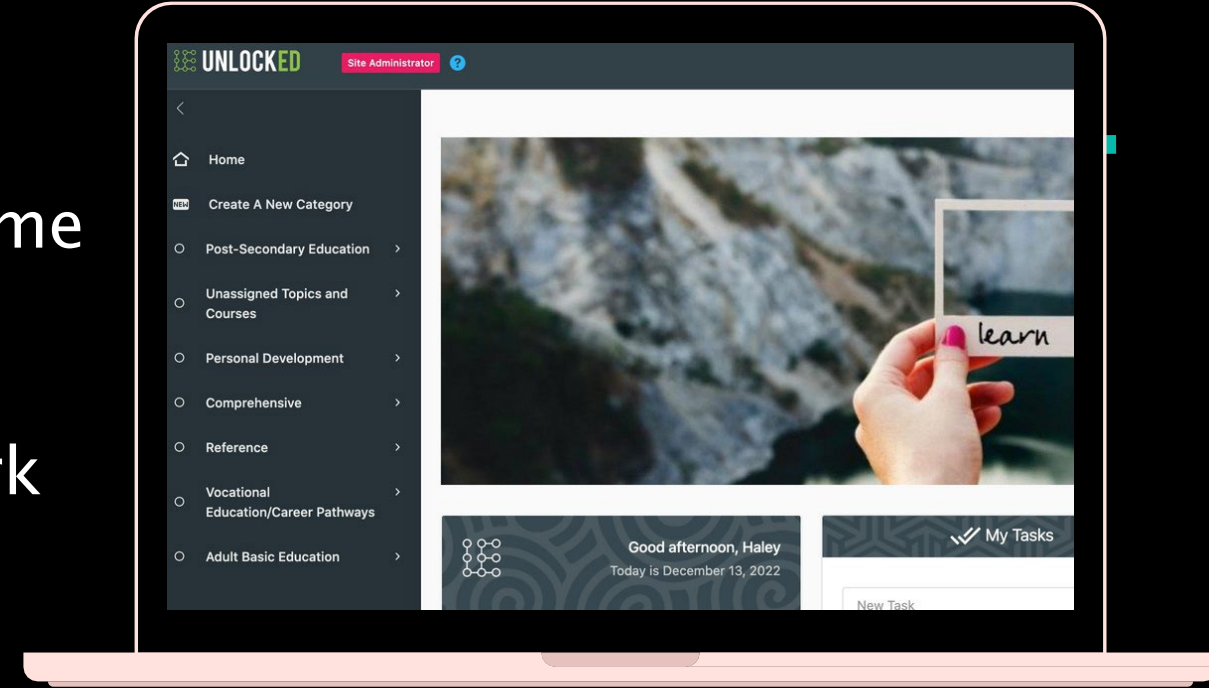 me
rk
UNLOCKED
Site Administrator
?
Home
NEW
Create A New Category
Post-Secondary Education
Unassigned Topics and
Courses
Personal Development
Comprehensive
Reference
Vocational
Education/Career Pathways
Adult Basic Education
learn
Good afternoon, Haley
Today is December 13, 2022
My Tasks
New Task